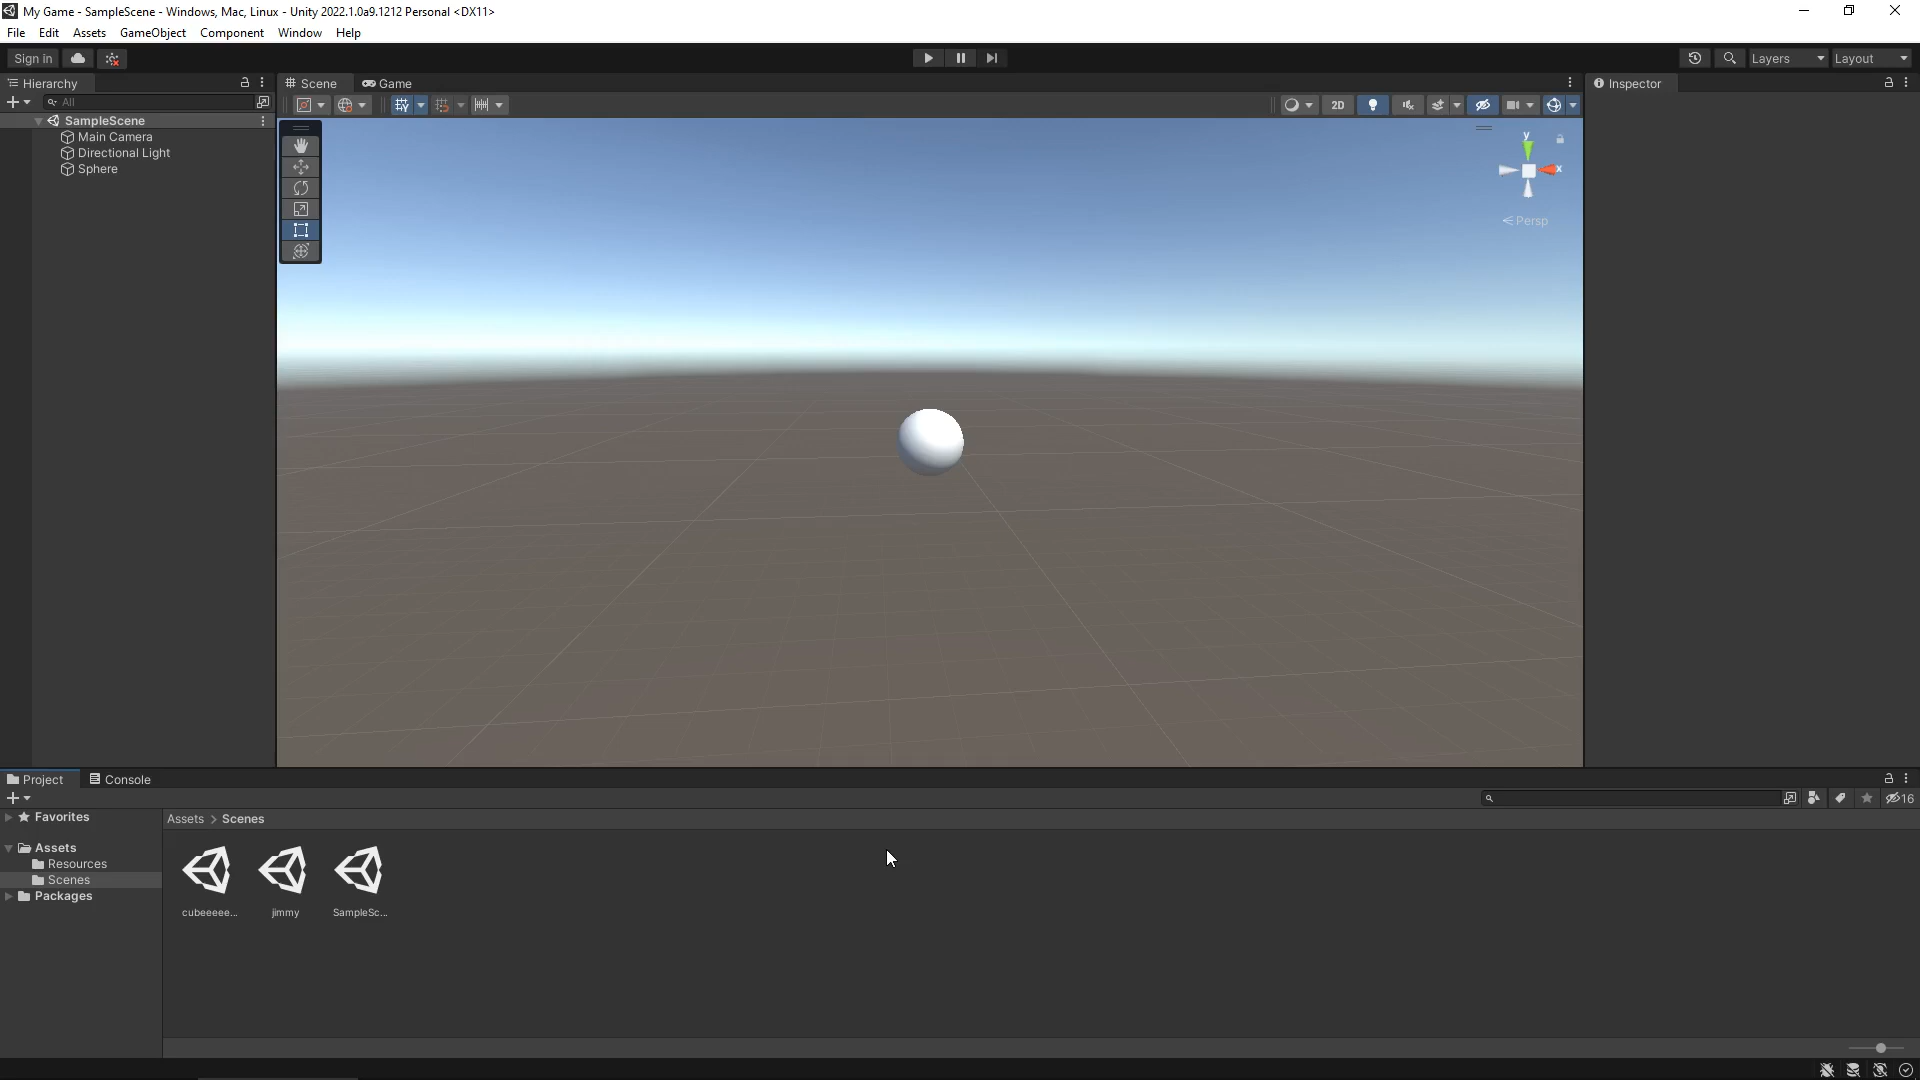 My Game - SampleScene - Windows, Mac, Linux - Unity 2022.1.0a9.1212 Personal <DX11>
File Edit Assets GameObject Component Window Help
Sign in
Layers
Layout
Hierarchy
Scene
Game
Inspector
All
2D
SampleScene
Main Camera
Directional Light
Sphere
y
x
Persp
Project
Console
16
Favorites
Assets > Scenes
Assets
Resources
Scenes
Packages
cubeeeee...
jimmy
SampleSc...